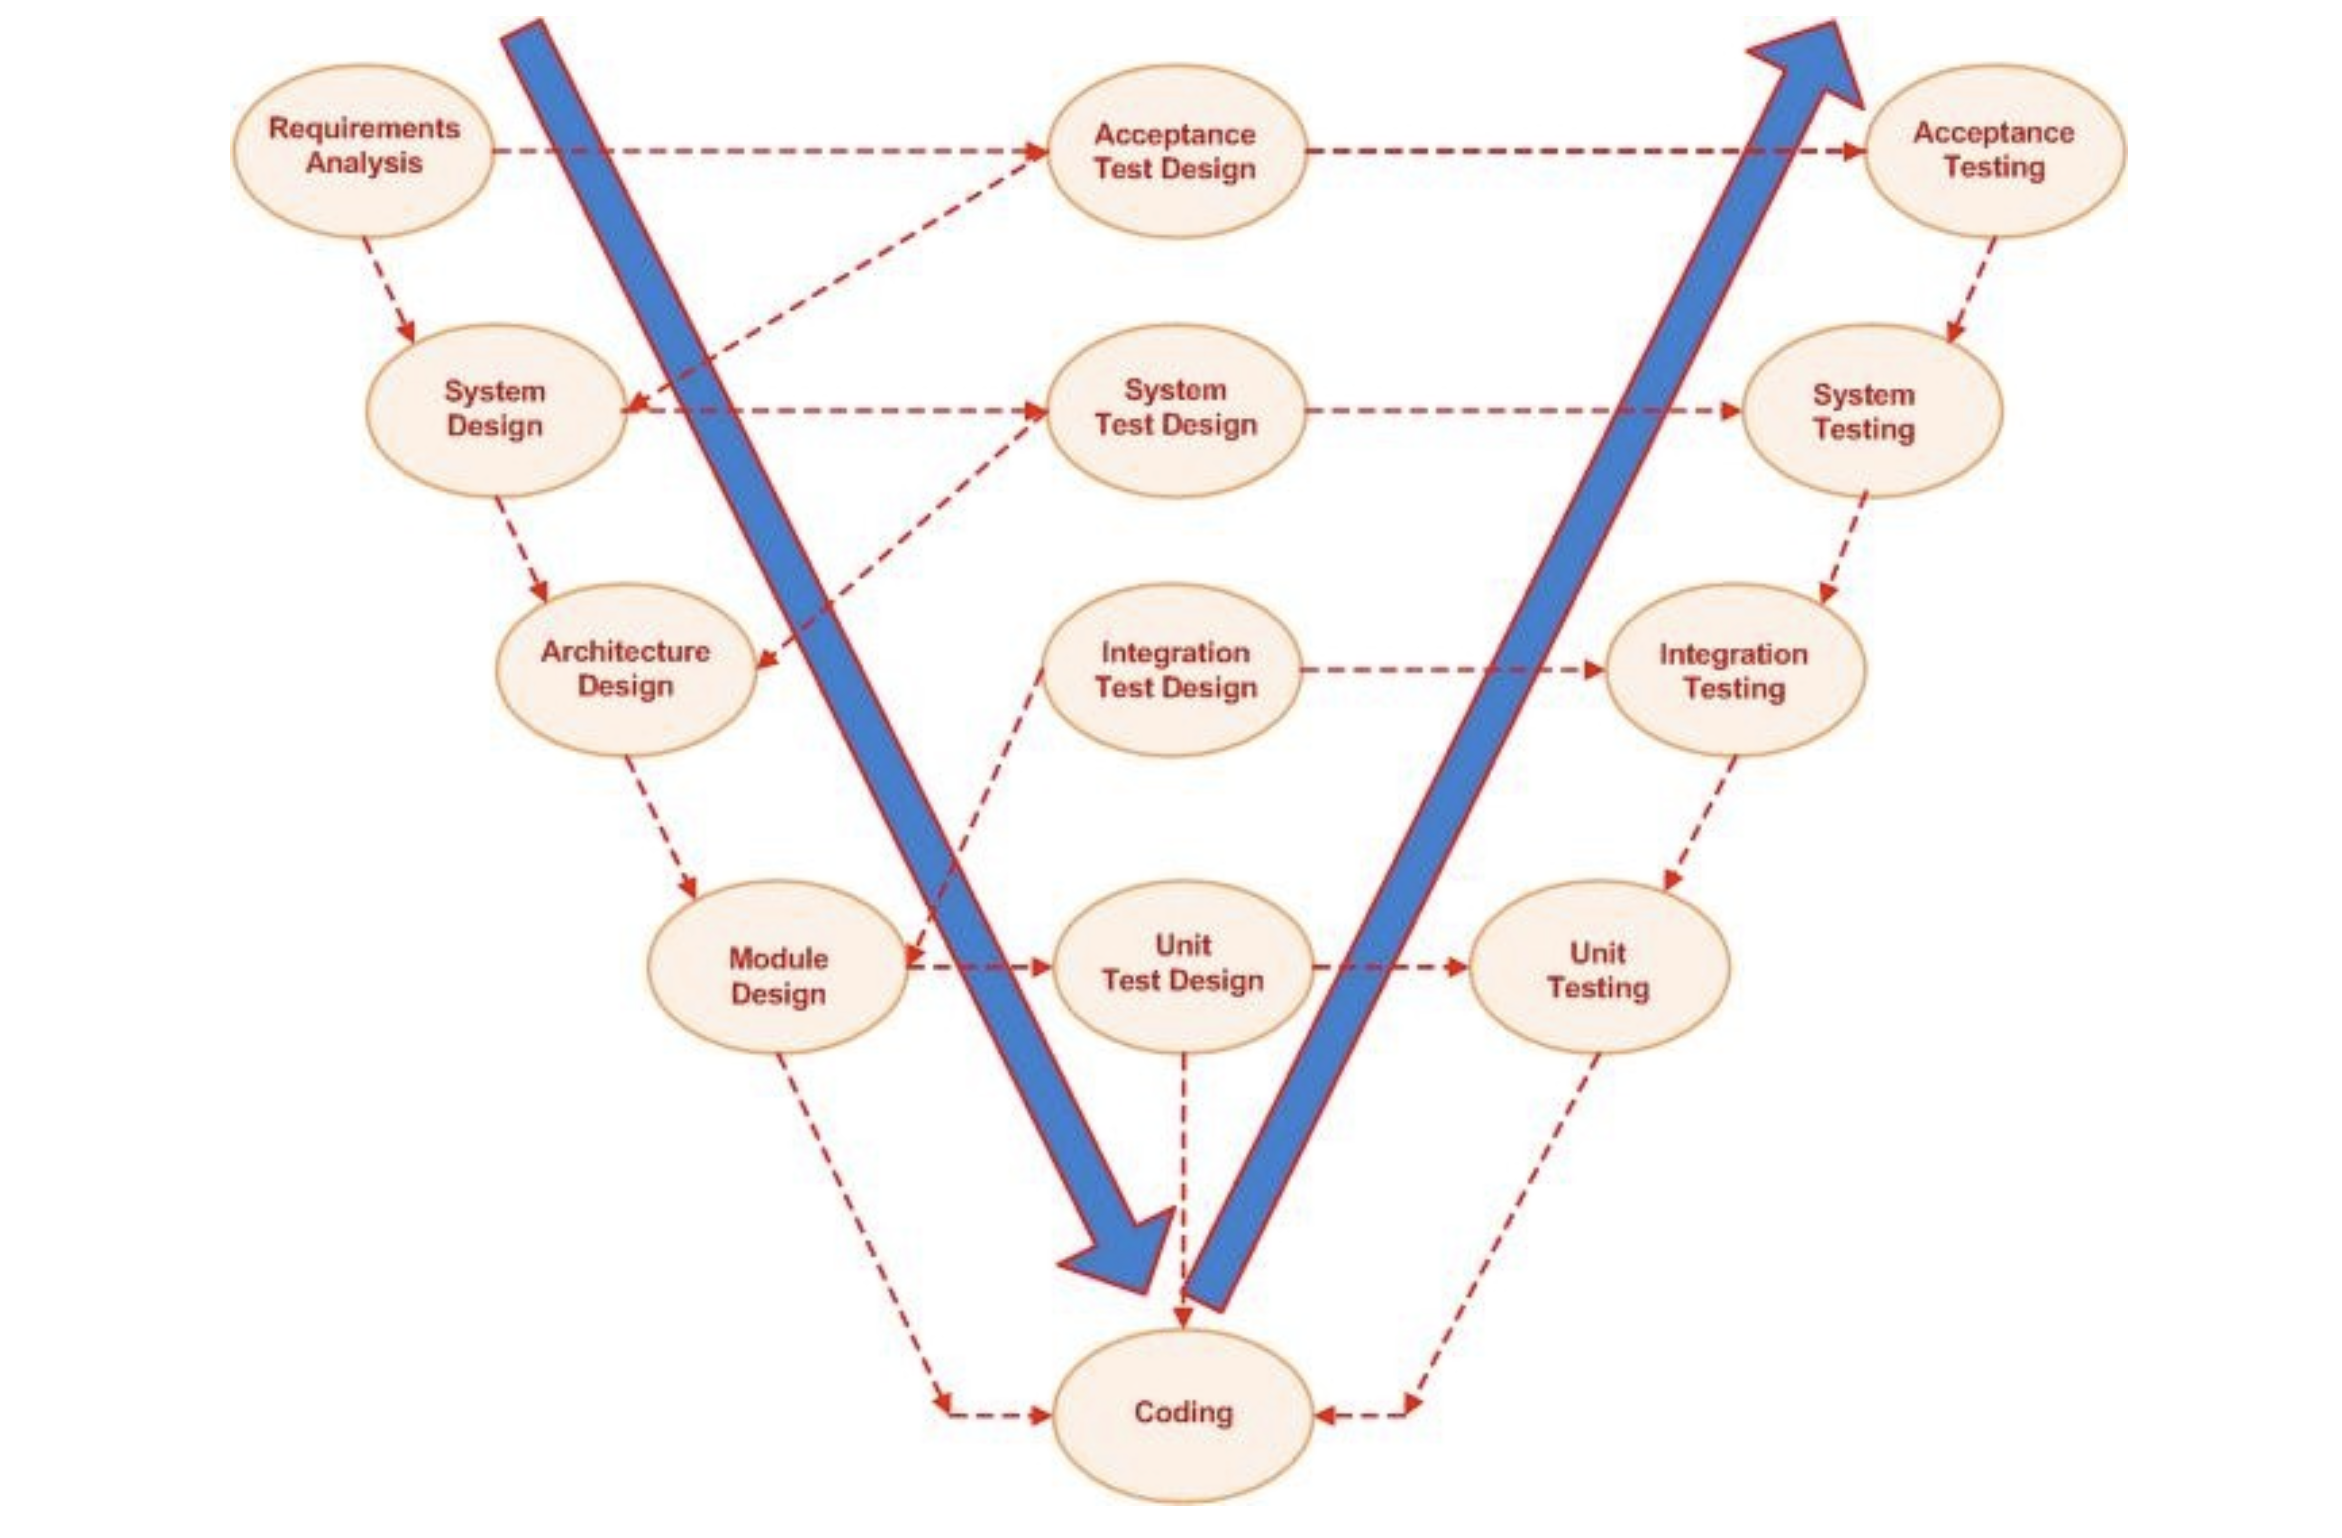 Requirements
Analysis
Acceptance
Test Design
Acceptance
Testing
System
Design
System
Test Design
System
Testing
Architecture
Design
Integration
Test Design
Integration
Testing
Module
Design
Unit
Test Design
Unit
Testing
Coding